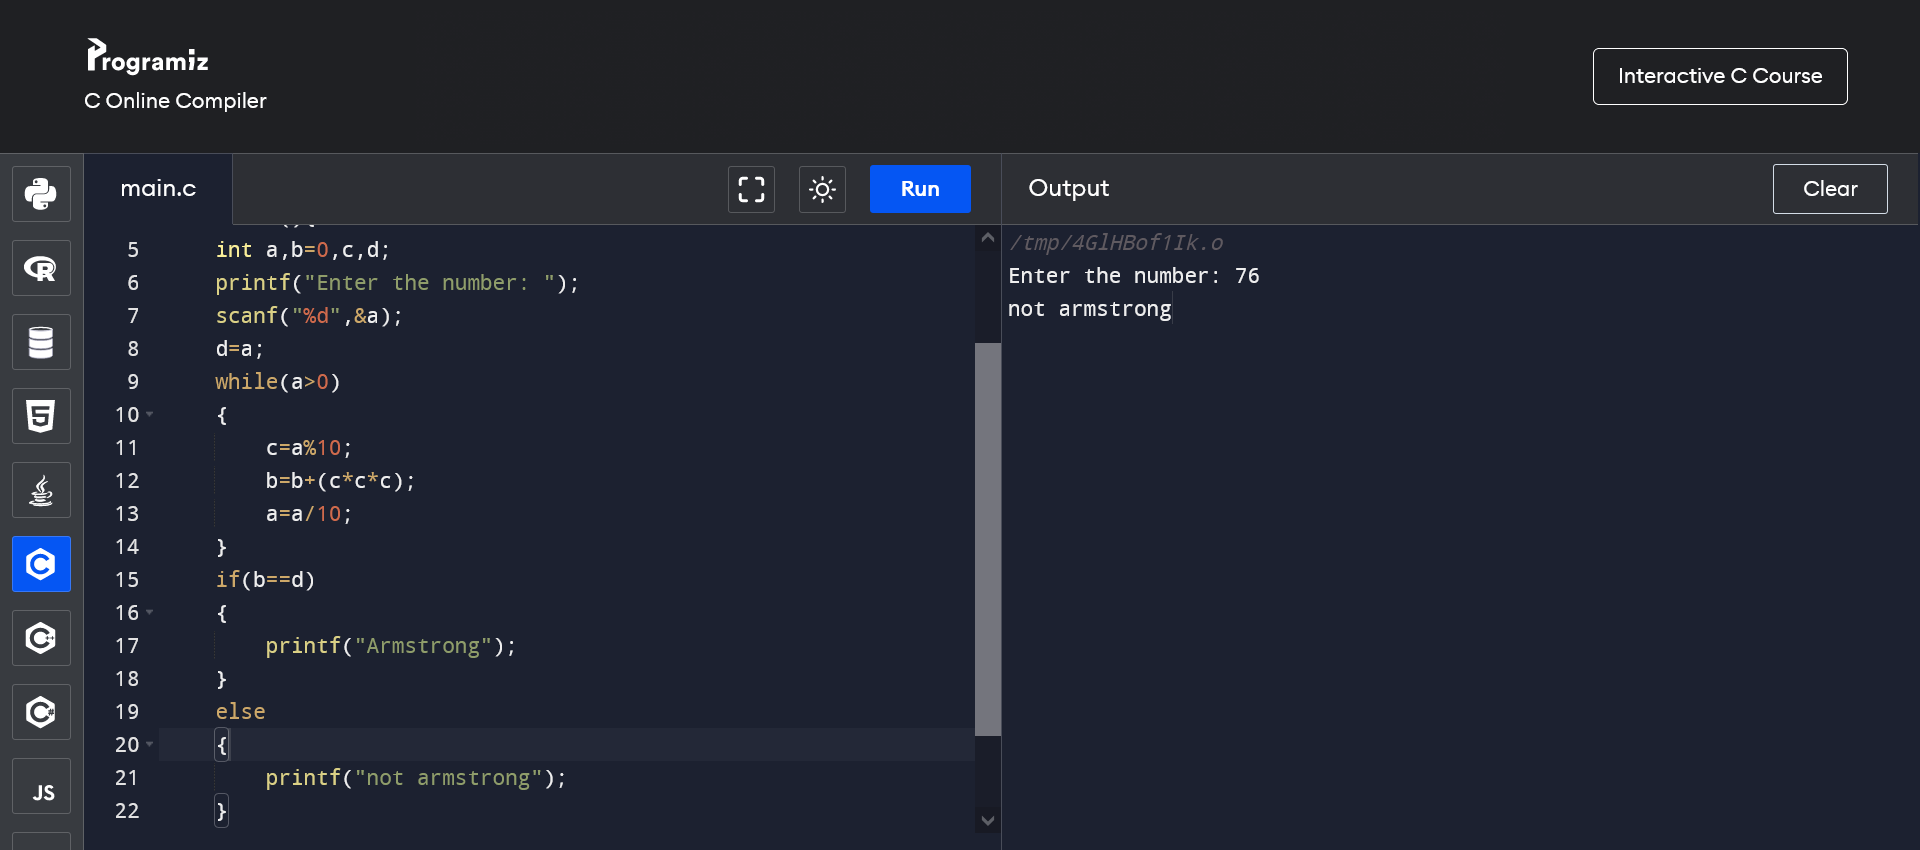 Programiz
C Online Compiler
Interactive C Course
main.c
Run
Output
Clear
5 int a,b=0,c,d;
6 printf("Enter the number: ");
7 scanf("%d",&a);
8 d=a;
9 while(a>0)
10 {
11 c=a%10;
12 b=b+(c*c*c);
13 a=a/10;
14 }
15 if(b==d)
16 {
17 printf("Armstrong");
18 }
19 else
20 {
21 printf("not armstrong");
22 }
/tmp/4GlHBof1Ik.o
Enter the number: 76
not armstrong
R
5
C
C++
C#
JS